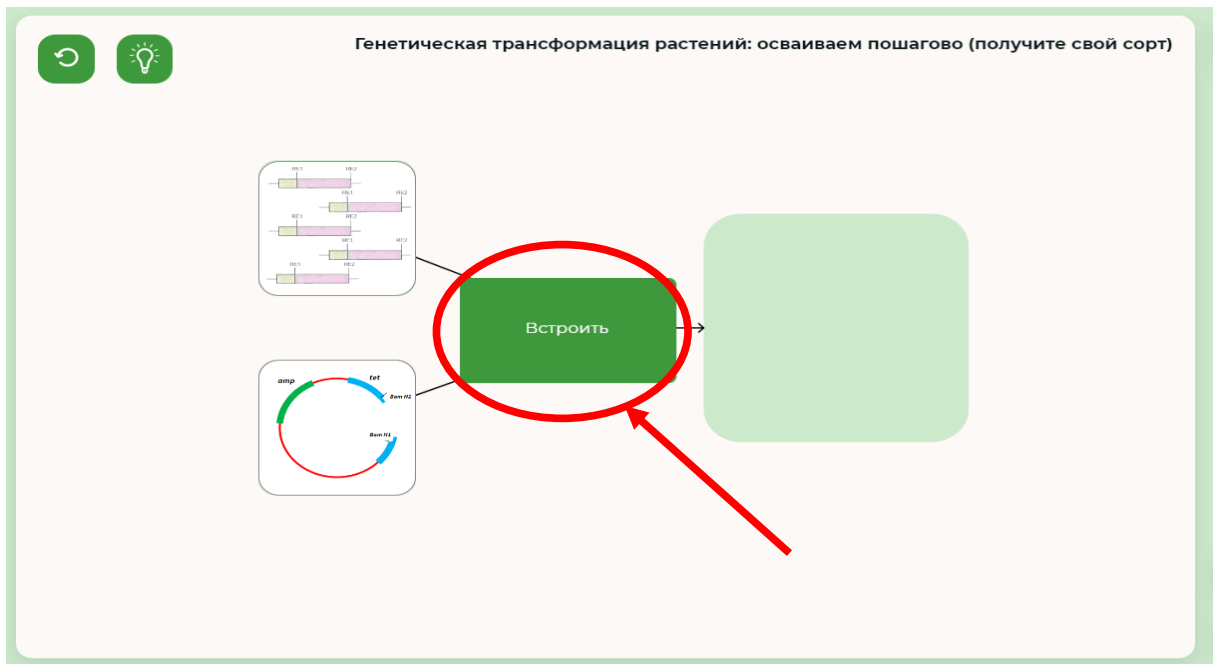 Генетическая трансформация растений: осваиваем пошагово (получите свой сорт)
RE1 RE2
RE1 RE2
RE1 RE2
RE1 RE2
RE1 RE2
Встроить
amp
tet
Bam H1
Bam H1